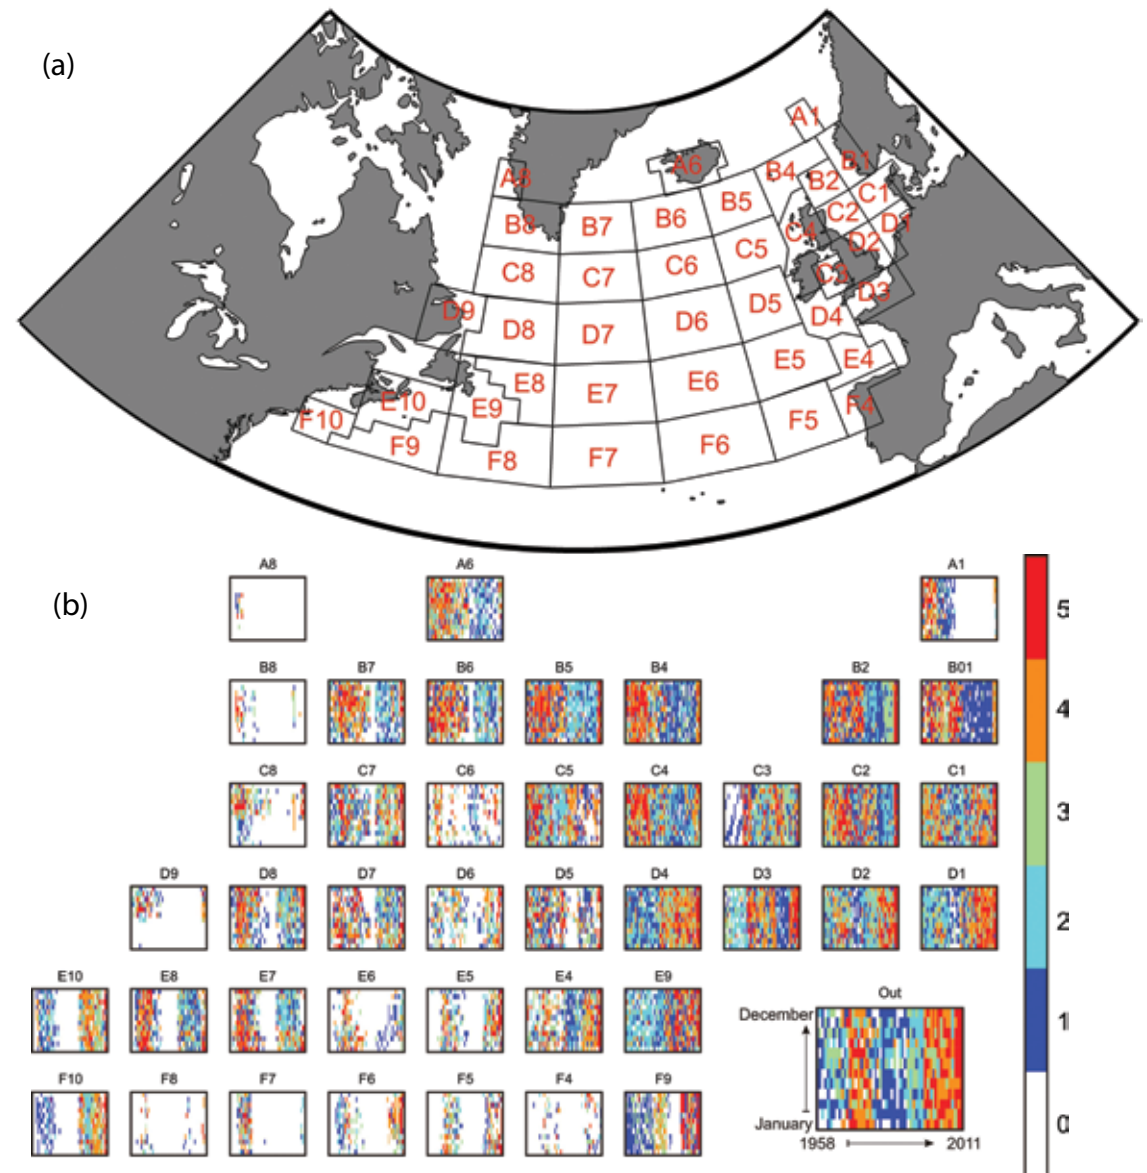 (a)
A1
A8 A6 B4 B1
B2 C1
B8 B7 B6 B5 C2 D1
C4 D2
C8 C7 C6 C5 C3 D3
D9 D8 D7 D6 D5 D4
E5 E4
E10 E9 E8 E7 E6 F4
F10 F9 F8 F7 F6 F5
(b)
A8 A6 A1
B8 B7 B6 B5 B4 B2 B01
C8 C7 C6 C5 C4 C3 C2 C1
D9 D8 D7 D6 D5 D4 D3 D2 D1
E10 E8 E7 E6 E5 E4 E9
F10 F8 F7 F6 F5 F4 F9
Out
December
January
1958 2011
5
4
3
2
1
0